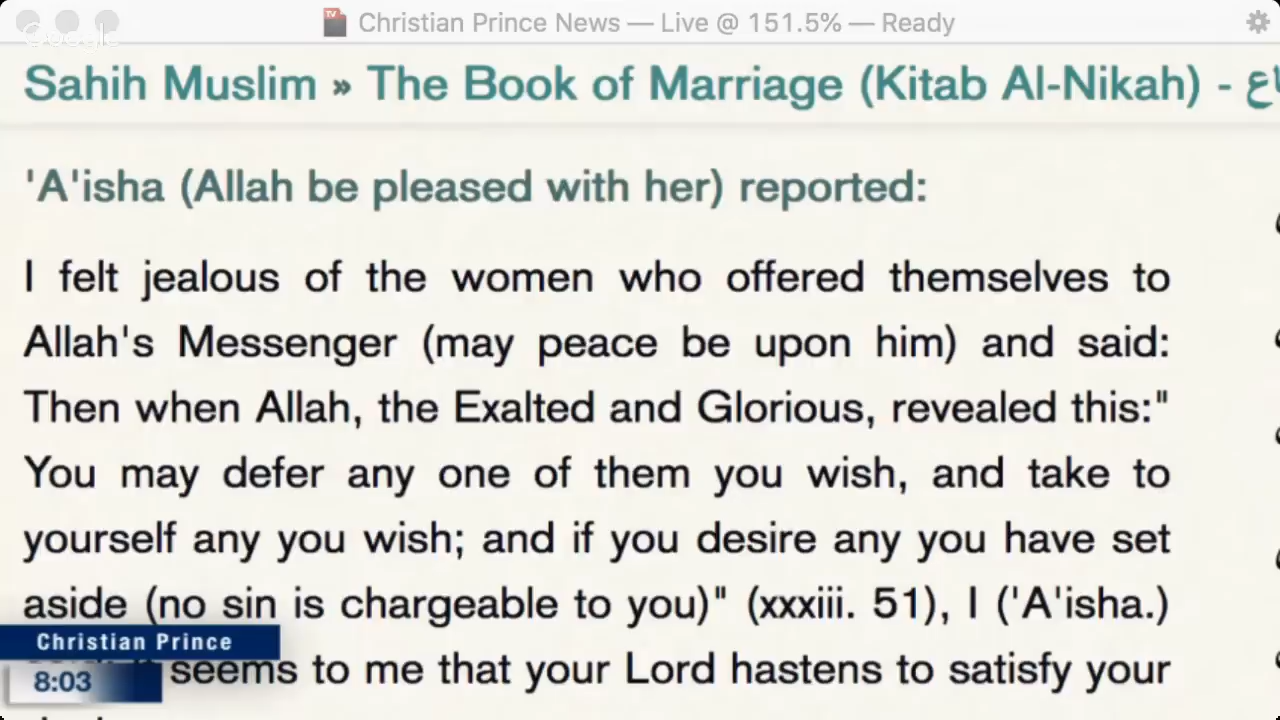 Christian Prince News — Live @ 151.5% — Ready
Google
Sahih Muslim » The Book of Marriage (Kitab Al-Nikah) -
'A'isha (Allah be pleased with her) reported:
I felt jealous of the women who offered themselves to
Allah's Messenger (may peace be upon him) and said:
Then when Allah, the Exalted and Glorious, revealed this:"
You may defer any one of them you wish, and take to
yourself any you wish; and if you desire any you have set
aside (no sin is chargeable to you)" (xxxiii. 51), I ('A'isha.)
seems to me that your Lord hastens to satisfy your
Christian Prince
8:03